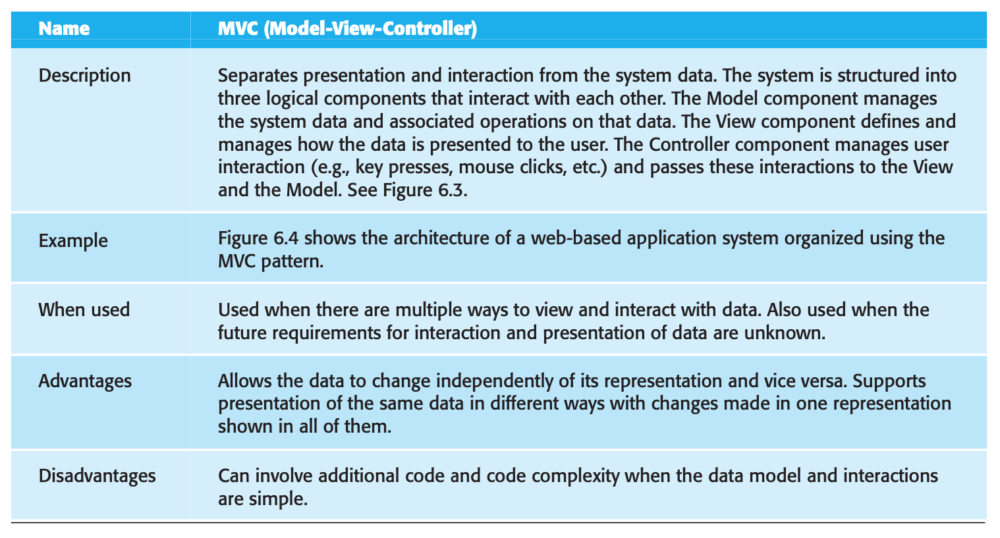 Name MVC (Model-View-Controller)
Description Separates presentation and interaction from the system data. The system is structured into
three logical components that interact with each other. The Model component manages
the system data and associated operations on that data. The View component defines and
manages how the data is presented to the user. The Controller component manages user
interaction (e.g., key presses, mouse clicks, etc.) and passes these interactions to the View
and the Model. See Figure 6.3.
Example Figure 6.4 shows the architecture of a web-based application system organized using the
MVC pattern.
When used Used when there are multiple ways to view and interact with data. Also used when the
future requirements for interaction and presentation of data are unknown.
Advantages Allows the data to change independently of its representation and vice versa. Supports
presentation of the same data in different ways with changes made in one representation
shown in all of them.
Disadvantages Can involve additional code and code complexity when the data model and interactions
are simple.